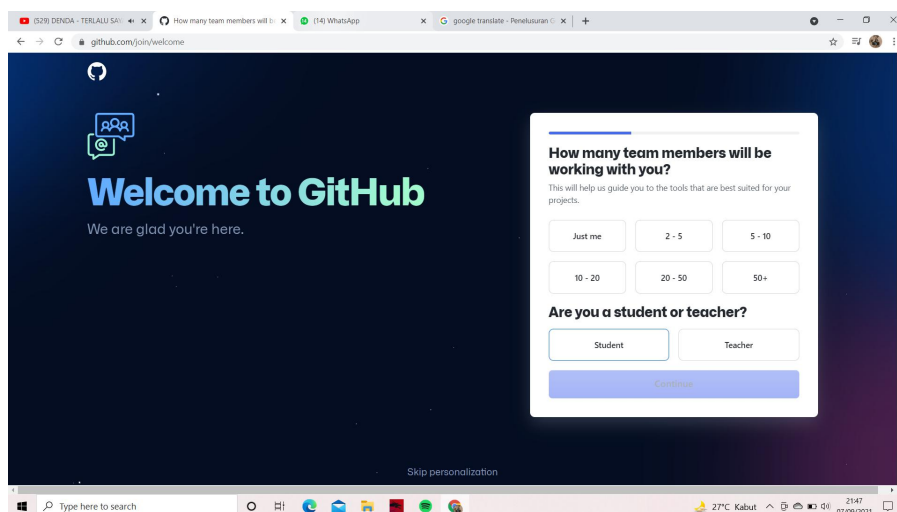 (529) DENDA - TERLALU SAY
How many team members will be
(14) WhatsApp
google translate - Penelusuran G
github.com/join/welcome
@
Welcome to GitHub
We are glad you're here.
How many team members will be
working with you?
This will help us guide you to the tools that are best suited for your
projects.
Just me
2 - 5
5 - 10
10 - 20
20 - 50
50+
Are you a student or teacher?
Student
Teacher
Continue
Skip personalization
Type here to search
27°C Kabut
21:47
07/09/2021